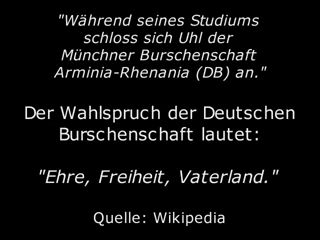 "Während seines Studiums
schloss sich Uhl der
Münchner Burschenschaft
Arminia-Rhenania (DB) an."
Der Wahlspruch der Deutschen
Burschenschaft lautet:
"Ehre, Freiheit, Vaterland."
Quelle: Wikipedia